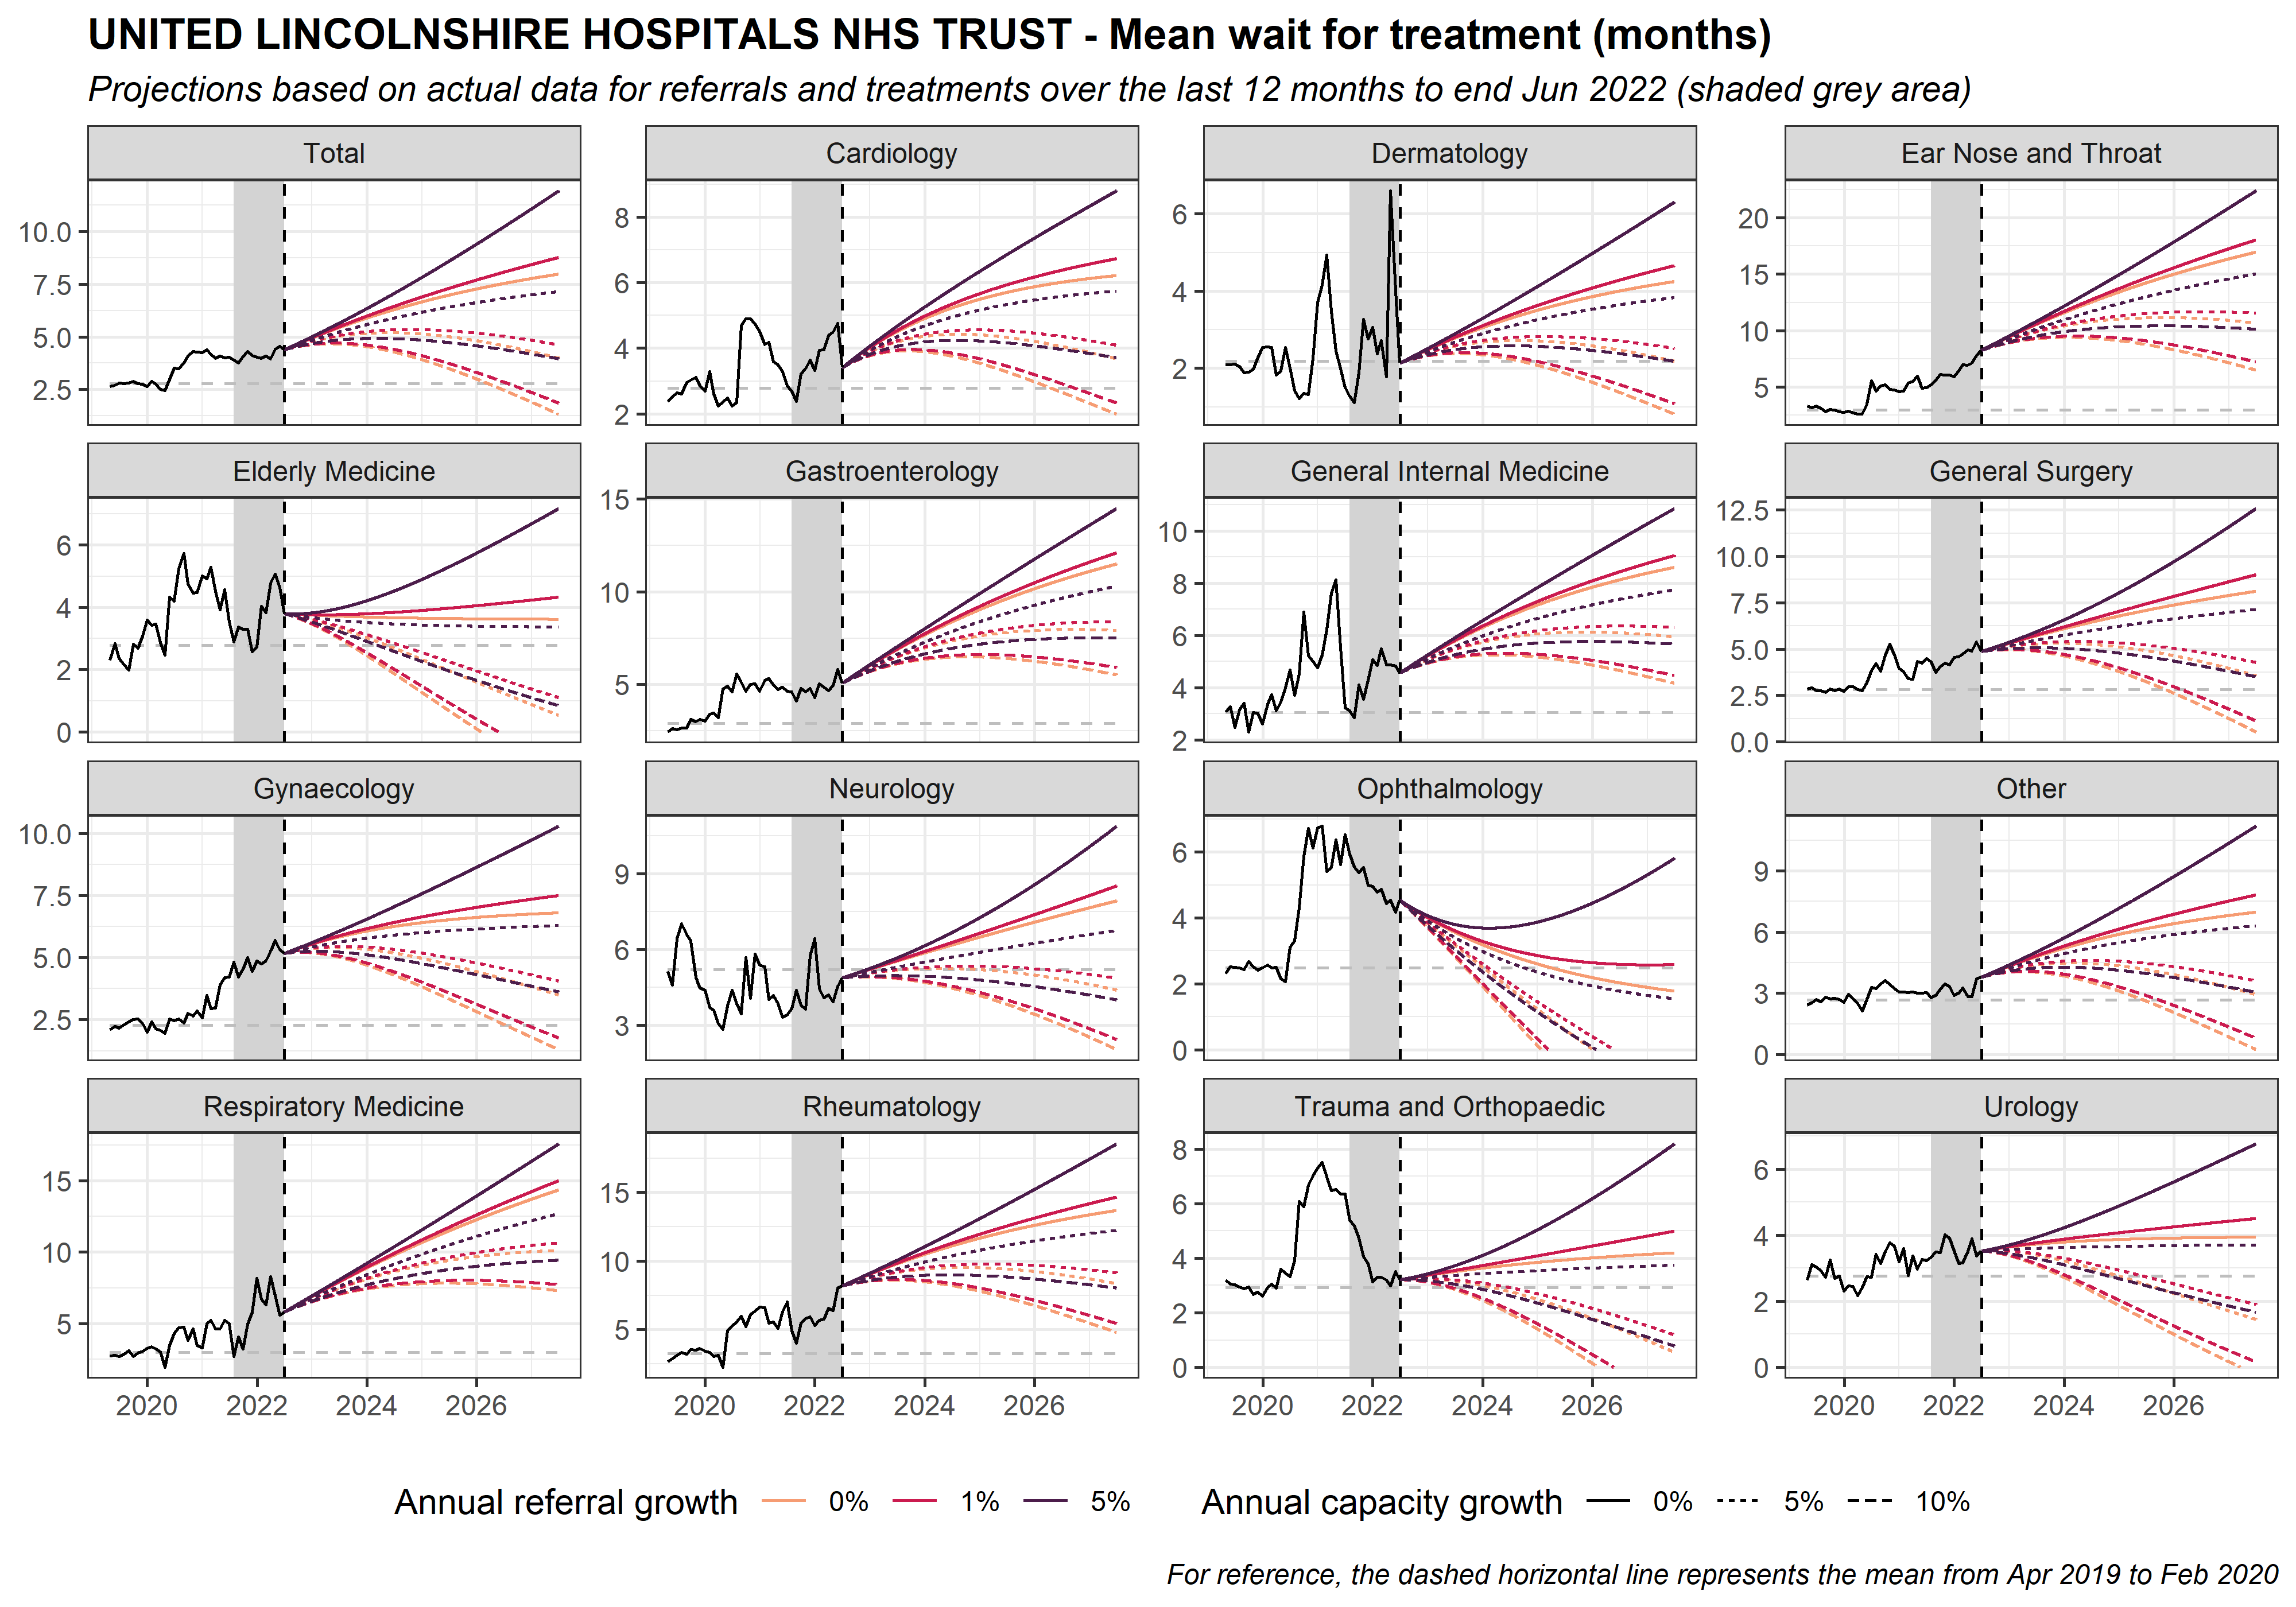 UNITED LINCOLNSHIRE HOSPITALS NHS TRUST - Mean wait for treatment (months)
Projections based on actual data for referrals and treatments over the last 12 months to end Jun 2022 (shaded grey area)
Total
Cardiology
Dermatology
Ear Nose and Throat
10.0
7.5
5.0
2.5
8
6
4
2
6
4
2
20
15
10
5
Elderly Medicine
Gastroenterology
General Internal Medicine
General Surgery
6
4
2
0
15
10
5
10
8
6
4
2
12.5
10.0
7.5
5.0
2.5
0.0
Gynaecology
Neurology
Ophthalmology
Other
10.0
7.5
5.0
2.5
9
6
3
6
4
2
0
9
6
3
0
Respiratory Medicine
Rheumatology
Trauma and Orthopaedic
Urology
15
10
5
15
10
5
8
6
4
2
0
6
4
2
0
2020 2022 2024 2026
2020 2022 2024 2026
2020 2022 2024 2026
2020 2022 2024 2026
Annual referral growth 0% 1% 5%
Annual capacity growth 0% 5% 10%
For reference, the dashed horizontal line represents the mean from Apr 2019 to Feb 2020